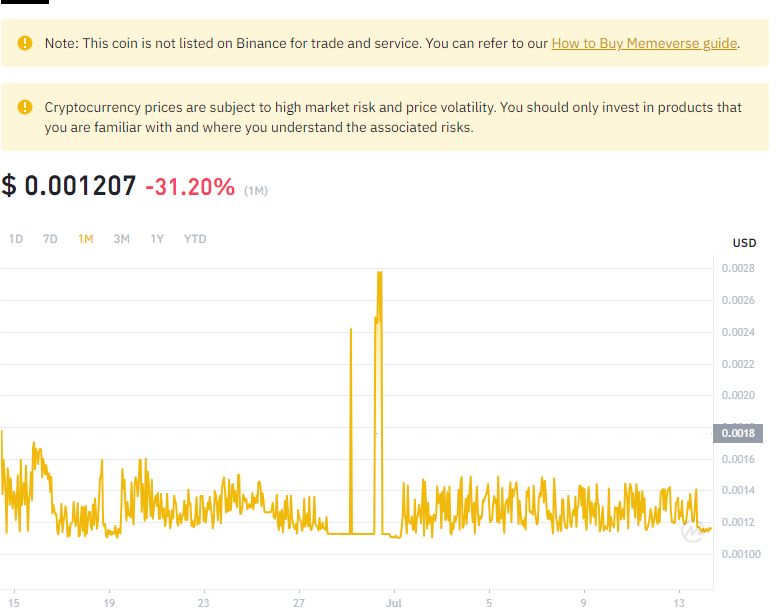 Note: This coin is not listed on Binance for trade and service. You can refer to our How to Buy Memeverse guide.
Cryptocurrency prices are subject to high market risk and price volatility. You should only invest in products that
you are familiar with and where you understand the associated risks.
$ 0.001207 -31.20% (1M)
1D 7D 1M 3M 1Y YTD
USD
0.0028
0.0026
0.0024
0.0022
0.0020
0.0018
0.0016
0.0014
0.0012
0.00100
15 19 23 27 Jul 5 9 13